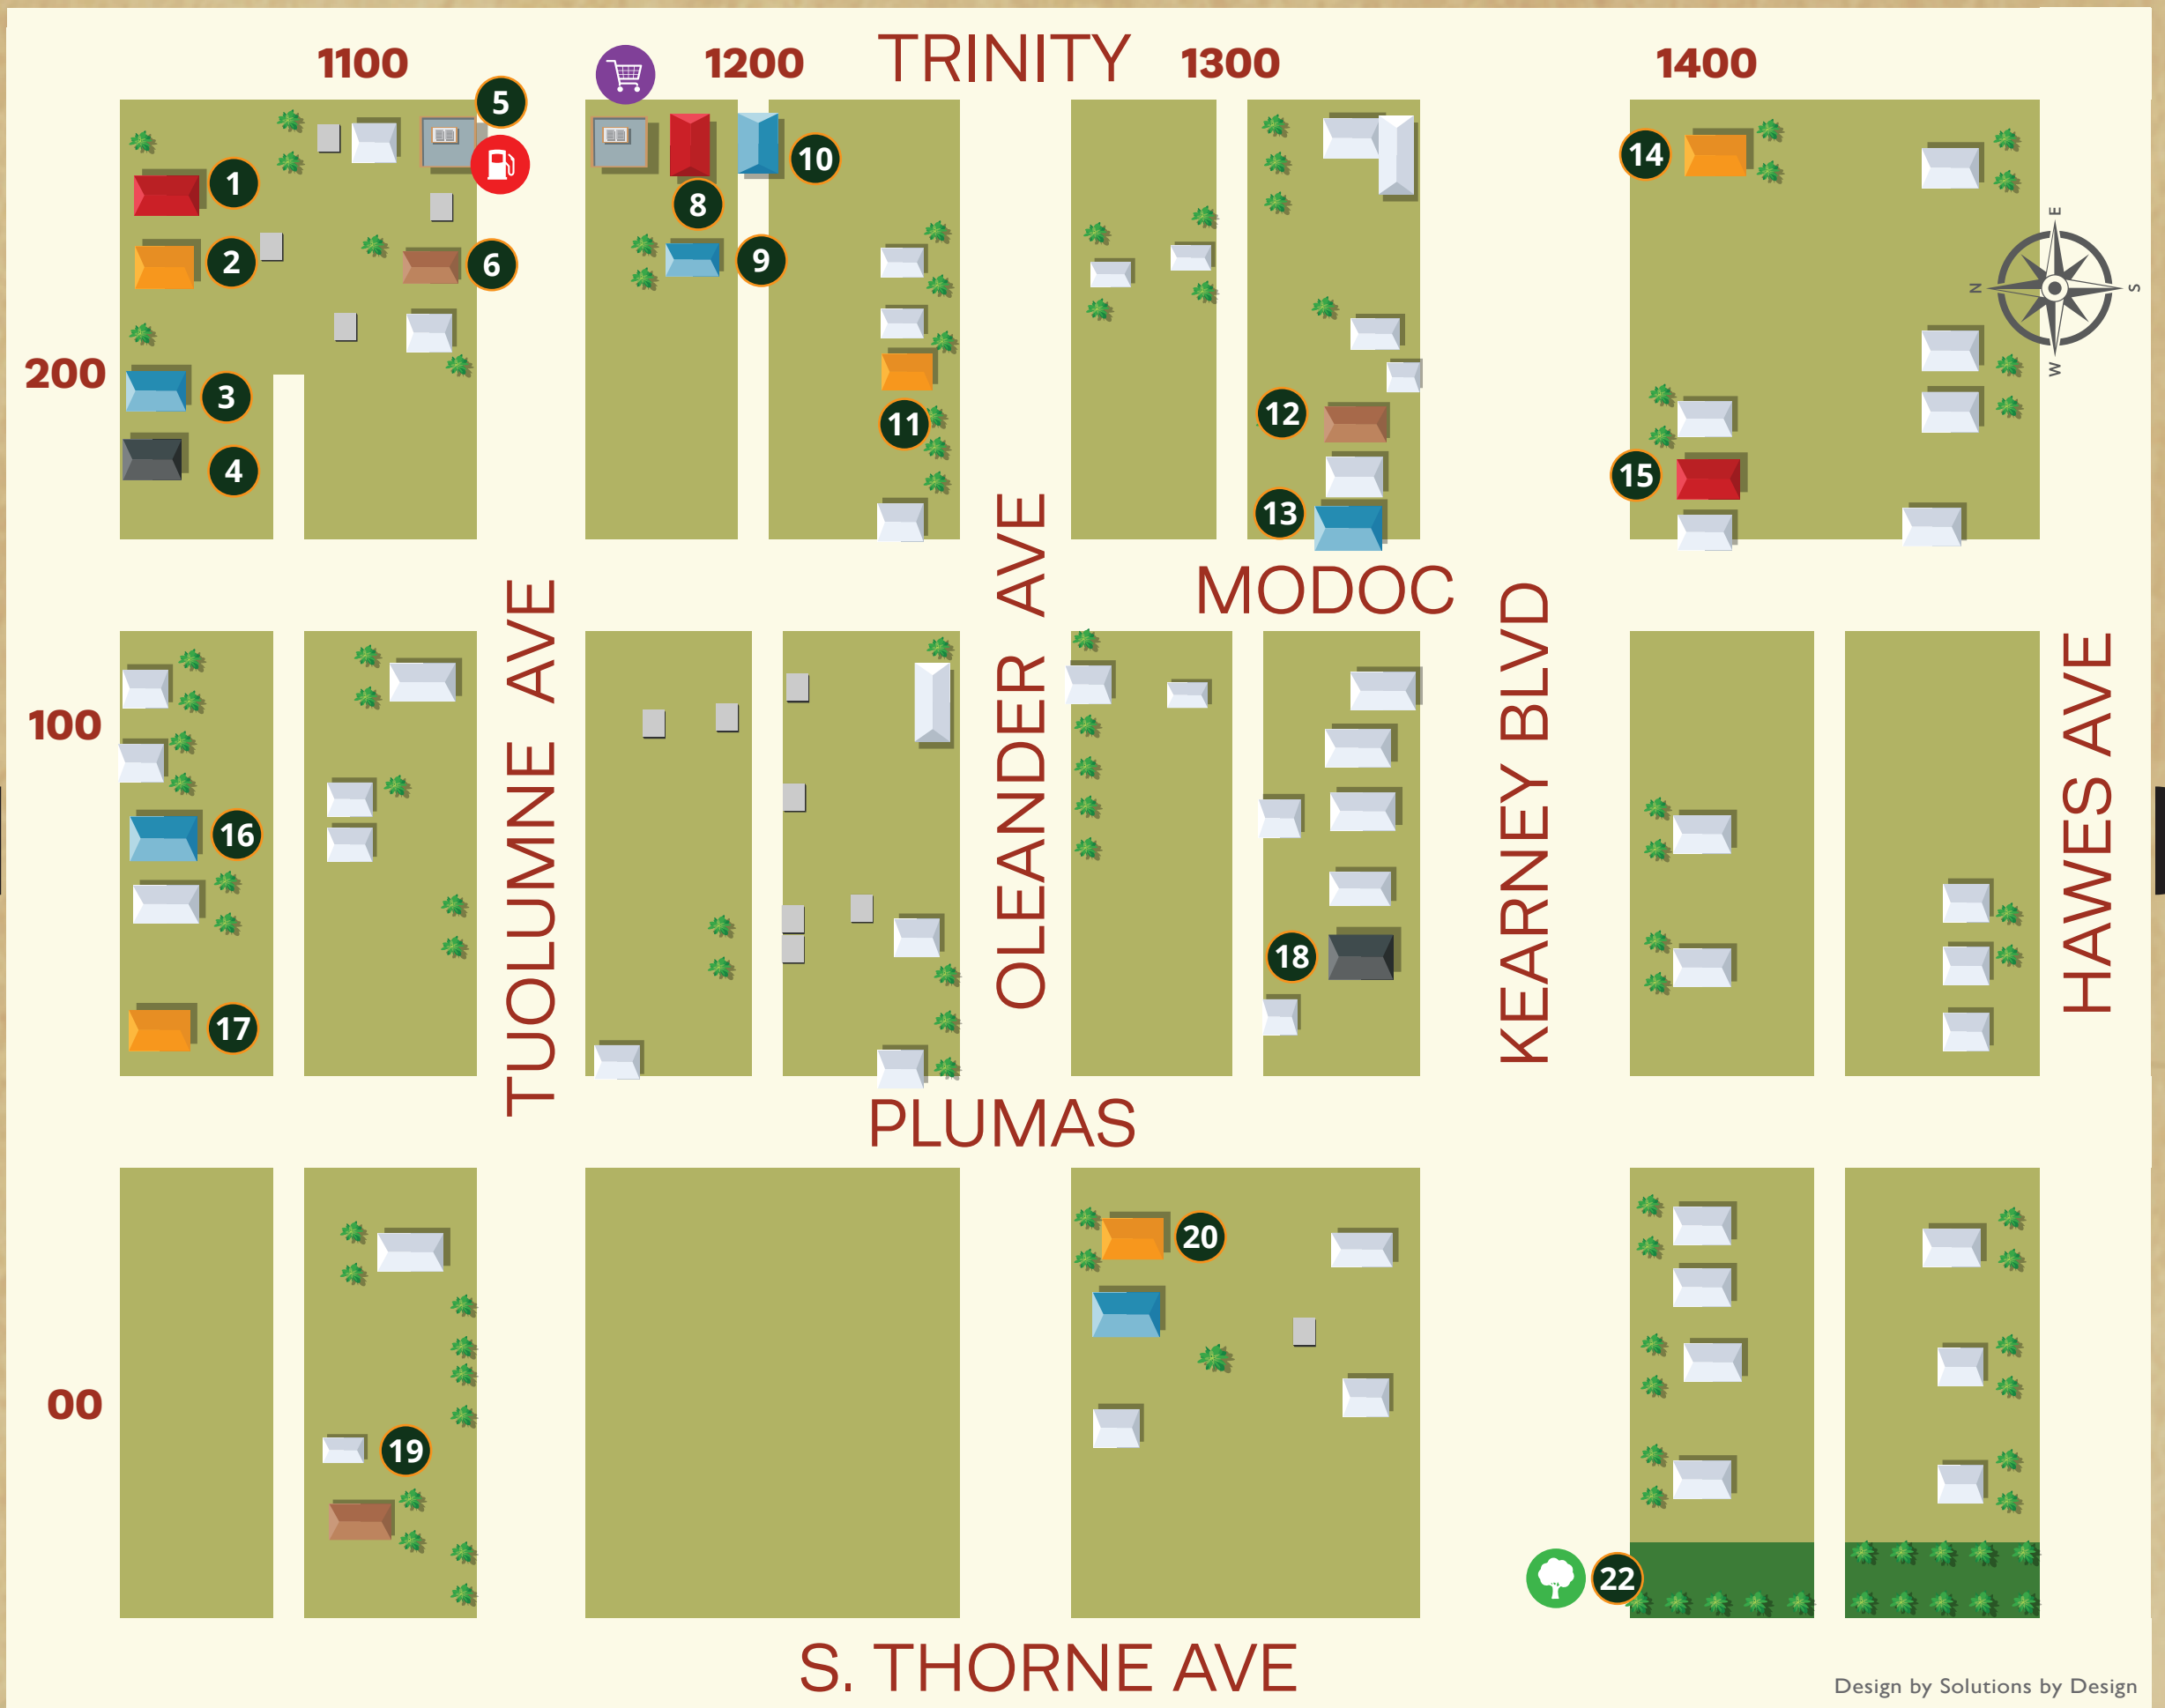 TRINITY
1100
1200
1300
1400
5
1
10
14
8
2
6
9
E
N
S
W
200
3
11
12
4
15
13
MODOC
TUOLUMNE AVE
OLEANDER AVE
KEARNEY BLVD
HAWES AVE
100
16
18
17
PLUMAS
20
00
19
22
S. THORNE AVE
Design by Solutions by Design